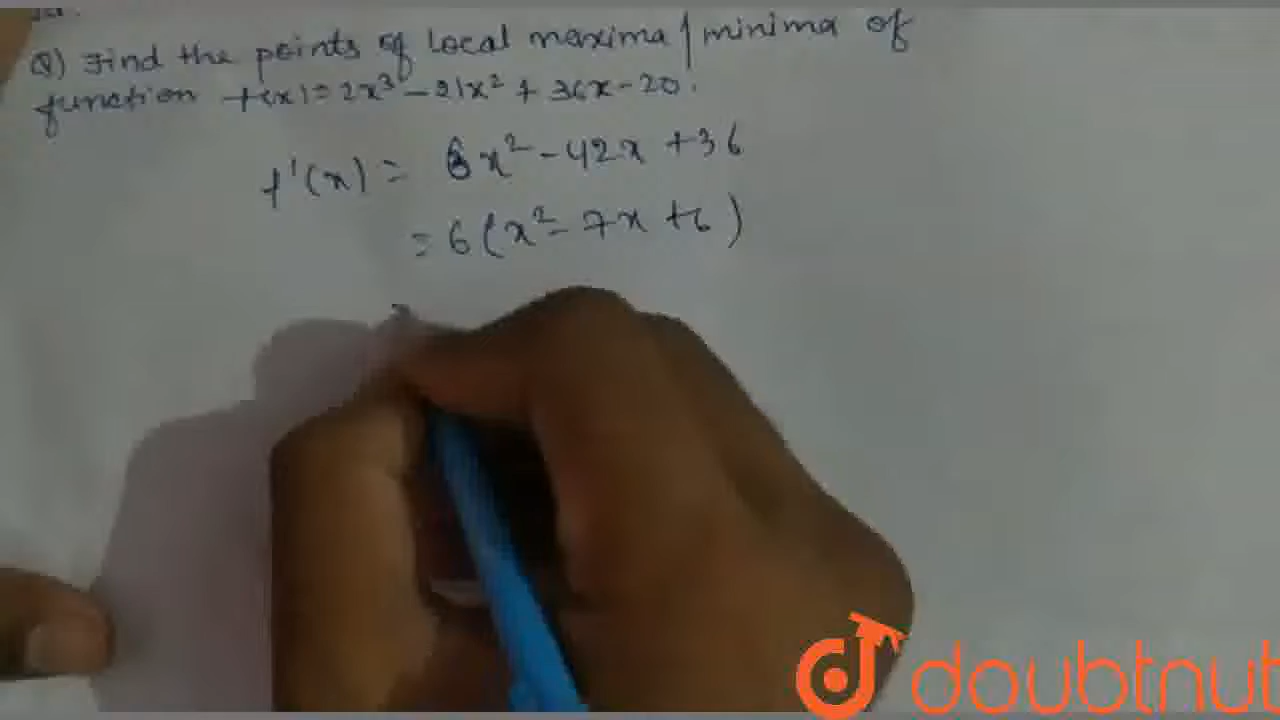 Q) Find the points of Local maxima / minima of
function f(x) = 2x³ - 21x² + 36x - 20.
f'(x) = 6x² - 42x + 36
= 6(x² - 7x + 6)
doubtnut